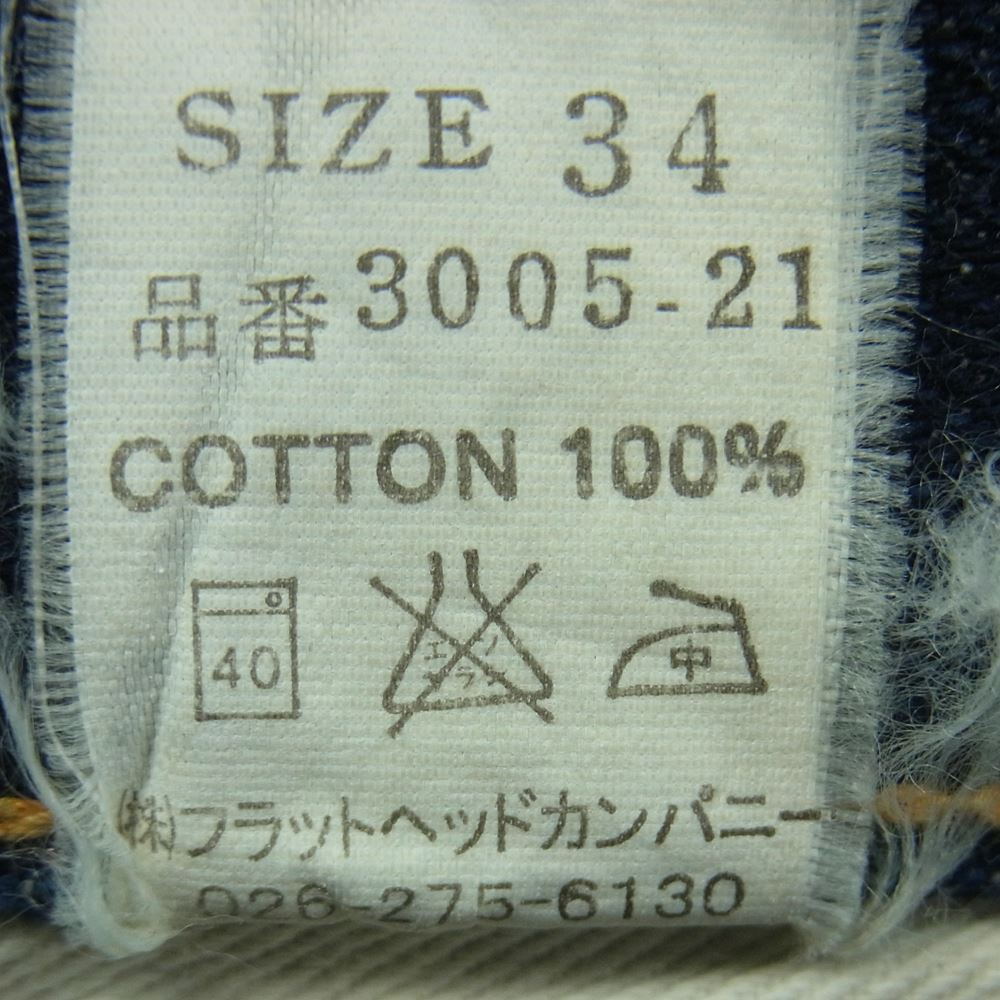 SIZE 34
品番 3005-21
COTTON 100%
40
エンソ
サラシ
中
(株)フラットヘッドカンパニー
026-275-6130